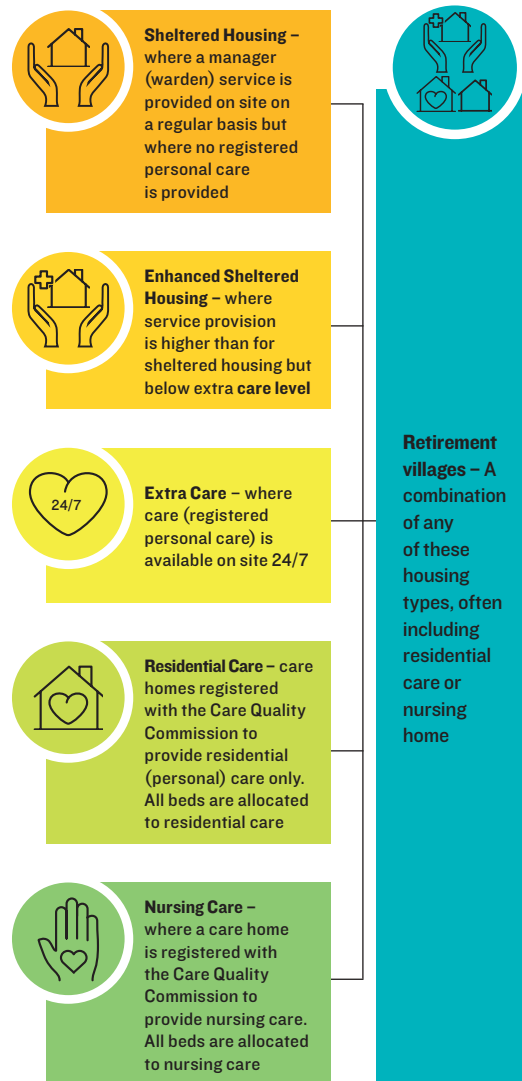 Sheltered Housing –
where a manager
(warden) service is
provided on site on
a regular basis but
where no registered
personal care
is provided
Enhanced Sheltered
Housing – where
service provision
is higher than for
sheltered housing but
below extra care level
24/7
Extra Care – where
care (registered
personal care) is
available on site 24/7
Residential Care – care
homes registered
with the Care Quality
Commission to
provide residential
(personal) care only.
All beds are allocated
to residential care
Nursing Care –
where a care home
is registered with
the Care Quality
Commission to
provide nursing care.
All beds are allocated
to nursing care
Retirement
villages – A
combination
of any
of these
housing
types, often
including
residential
care or
nursing
home